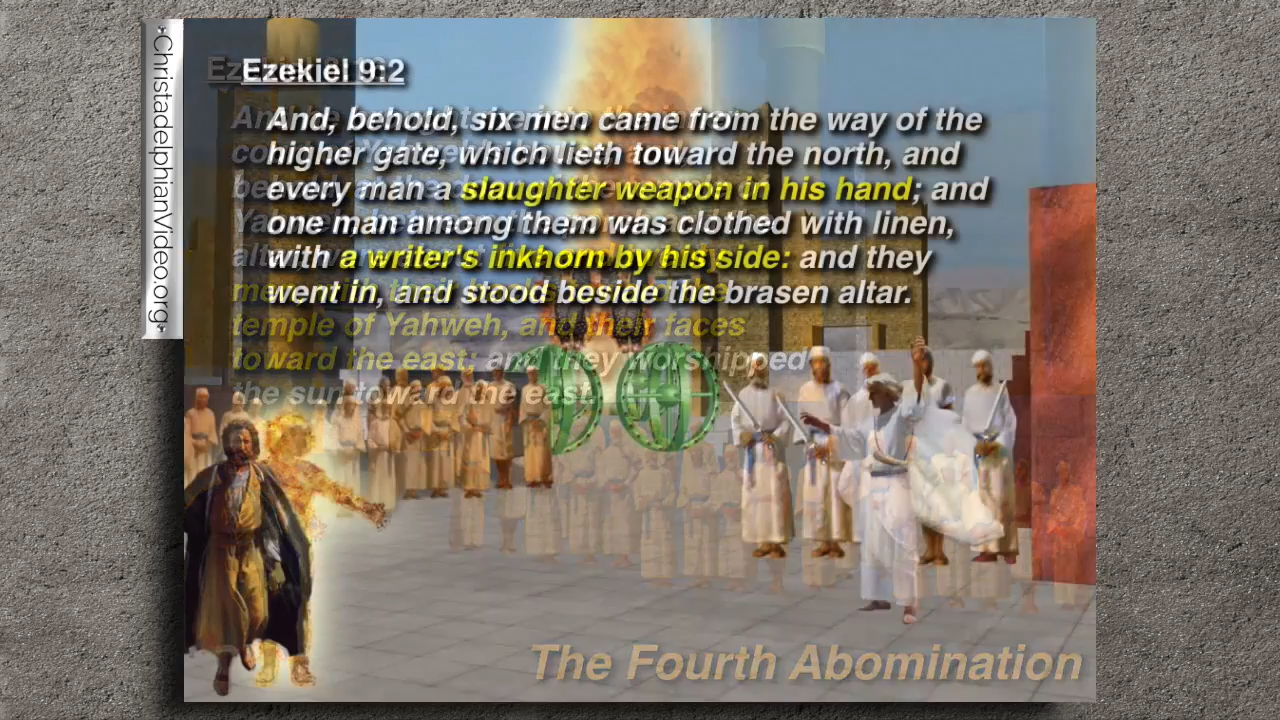 •ChristadelphianVideo.org•
Ezekiel 9:2
And, behold, six men came from the way of the
higher gate, which lieth toward the north, and
every man a slaughter weapon in his hand; and
one man among them was clothed with linen,
with a writer's inkhorn by his side: and they
went in, and stood beside the brasen altar.
temple of Yahweh, and their faces
toward the east; and they worshipped
the sun toward the east.
The Fourth Abomination